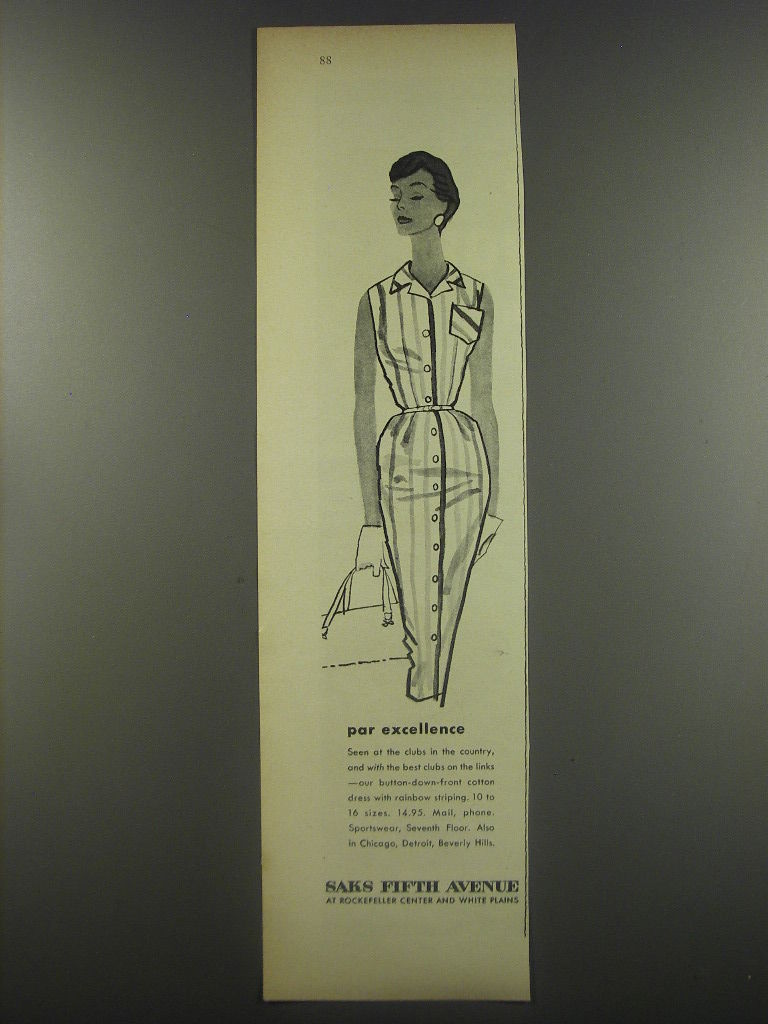 88
par excellence
Seen at the clubs in the country,
and with the best clubs on the links
—our button-down-front cotton
dress with rainbow striping. 10 to
16 sizes. 14.95. Mail, phone.
Sportswear, Seventh Floor. Also
in Chicago, Detroit, Beverly Hills.
SAKS FIFTH AVENUE
AT ROCKEFELLER CENTER AND WHITE PLAINS